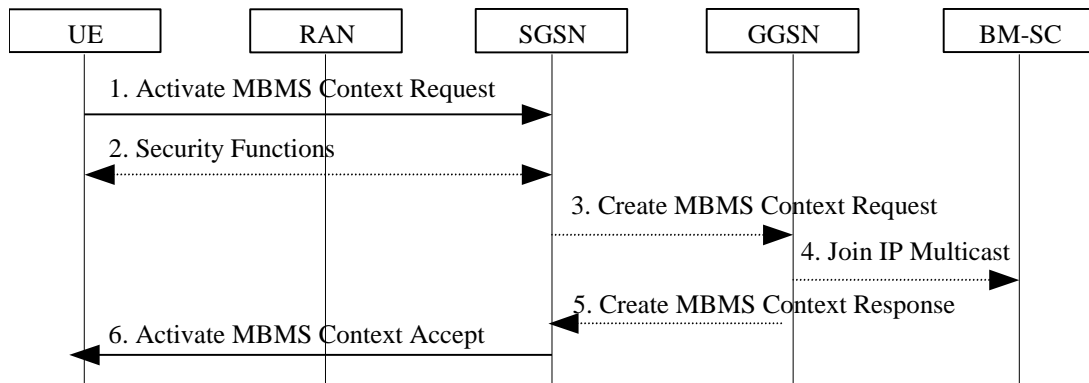 UE
RAN
SGSN
GGSN
BM-SC
1. Activate MBMS Context Request
2. Security Functions
3. Create MBMS Context Request
4. Join IP Multicast
5. Create MBMS Context Response
6. Activate MBMS Context Accept